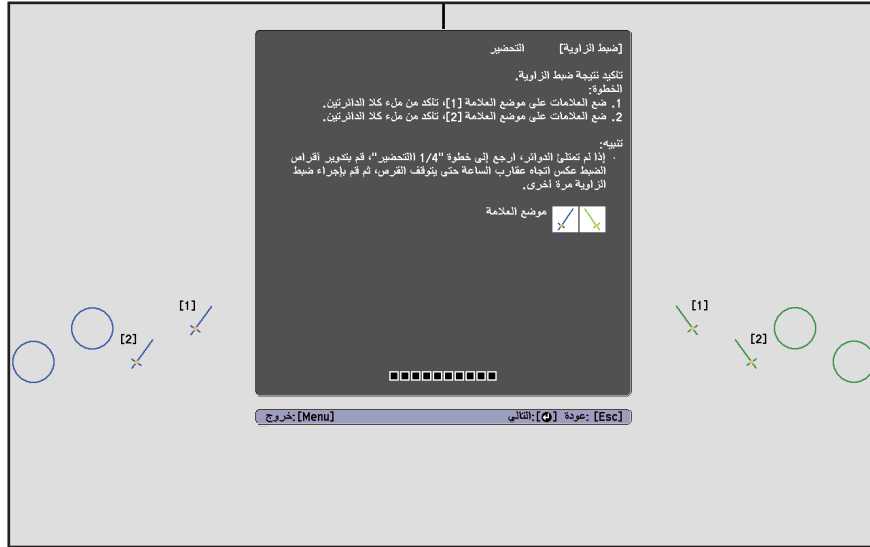 [ضبط الزاوية] التحضير
تأكيد نتيجة ضبط الزاوية.
الخطوة:
1. ضع العلامات على موضع العلامة [1]، تأكد من ملء كلا الدائرتين.
2. ضع العلامات على موضع العلامة [2]، تأكد من ملء كلا الدائرتين.
تنبيه:
· إذا لم تمتلئ الدوائر، ارجع إلى خطوة "1/4 االتحضير"، قم بتدوير أقراص
الضبط عكس اتجاه عقارب الساعة حتى يتوقف القرص، ثم قم بإجراء ضبط
الزاوية مرة اخرى.
موضع العلامة
[1]
[2]
[1]
[2]
[Esc] :عودة [ ]:التالي [Menu]:خروج